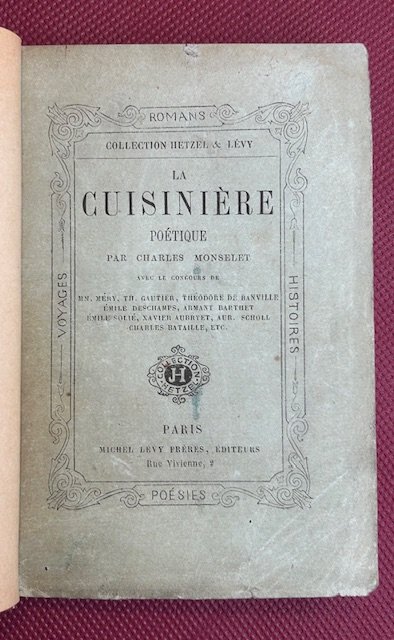 ROMANS
COLLECTION HETZEL & LÉVY
LA
CUISINIÈRE
POÉTIQUE
PAR CHARLES MONSELET
AVEC LE CONCOURS DE
MM. MÉRY, TH. GAUTIER, THÉODORE DE BANVILLE
ÉMILE DESCHAMPS, ARMANT BARTHET
ÉMILE SOLIÉ, XAVIER AUBRYET, AUR. SCHOLL
CHARLES BATAILLE, ETC.
VOYAGES
HISTOIRES
COLLECTION
H
HETZEL
PARIS
MICHEL LÉVY FRÈRES, ÉDITEURS
Rue Vivienne, 2
POÉSIES